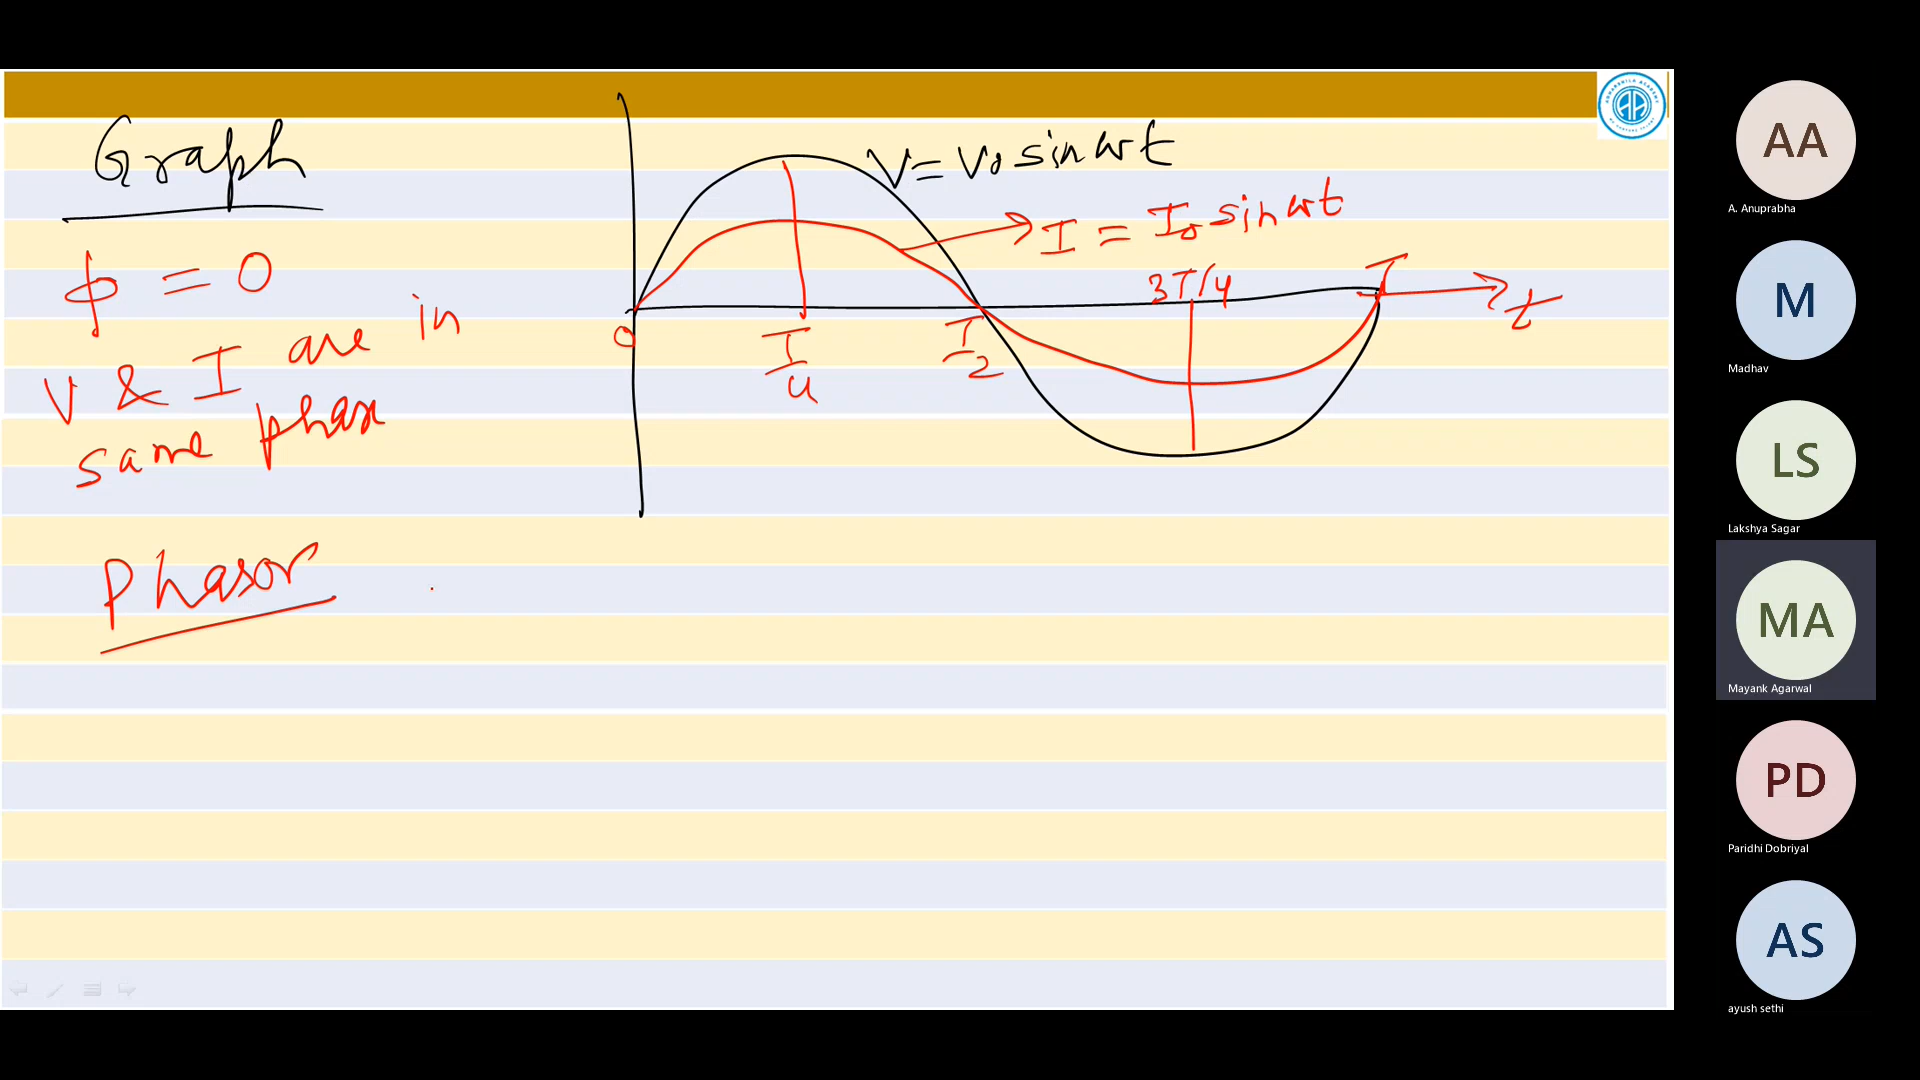 Graph
V = V₀ sin ωt
I = I₀ sin ωt
ϕ = 0
V & I are in
same phase
0
T/4
T/2
3T/4
T
t
Phasor
AA
A. Anuprabha
M
Madhav
LS
Lakshya Sagar
MA
Mayank Agarwal
PD
Paridhi Dobriyal
AS
ayush sethi